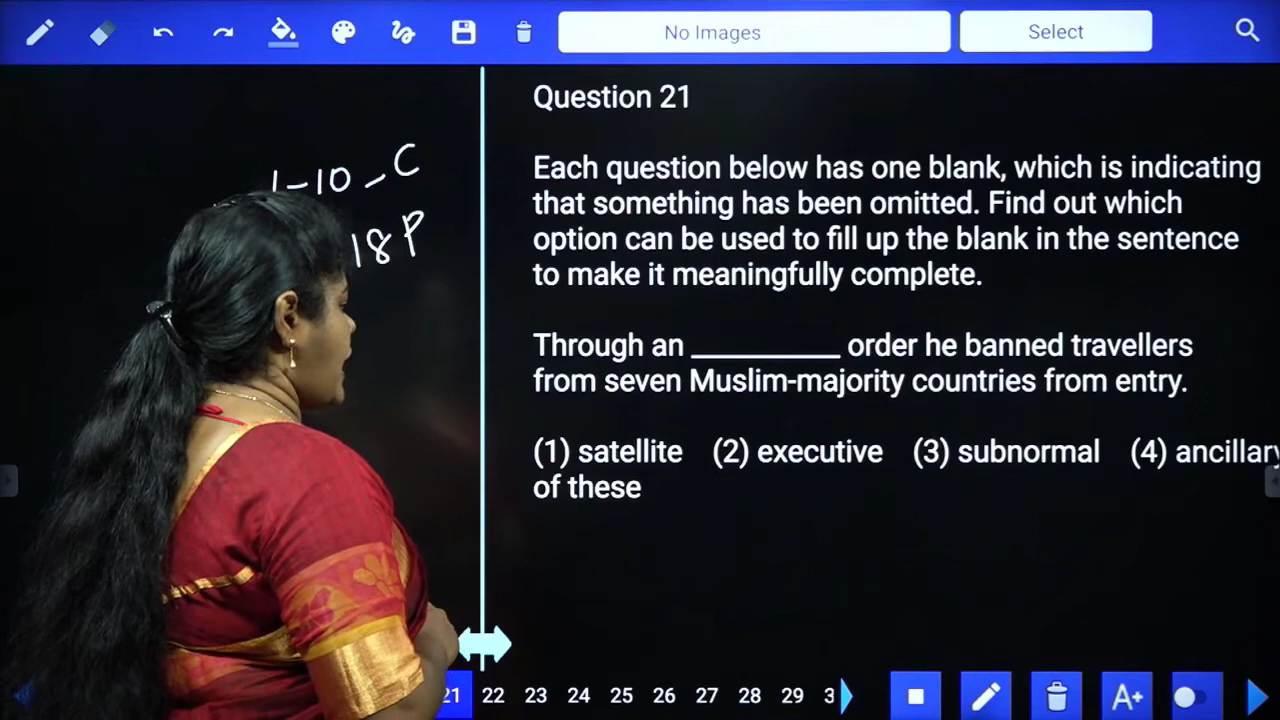 No Images
Select
1-10 - C
18 P
Question 21
Each question below has one blank, which is indicating
that something has been omitted. Find out which
option can be used to fill up the blank in the sentence
to make it meaningfully complete.
Through an __________ order he banned travellers
from seven Muslim-majority countries from entry.
(1) satellite (2) executive (3) subnormal (4) ancillary
of these
21 22 23 24 25 26 27 28 29 3
A+